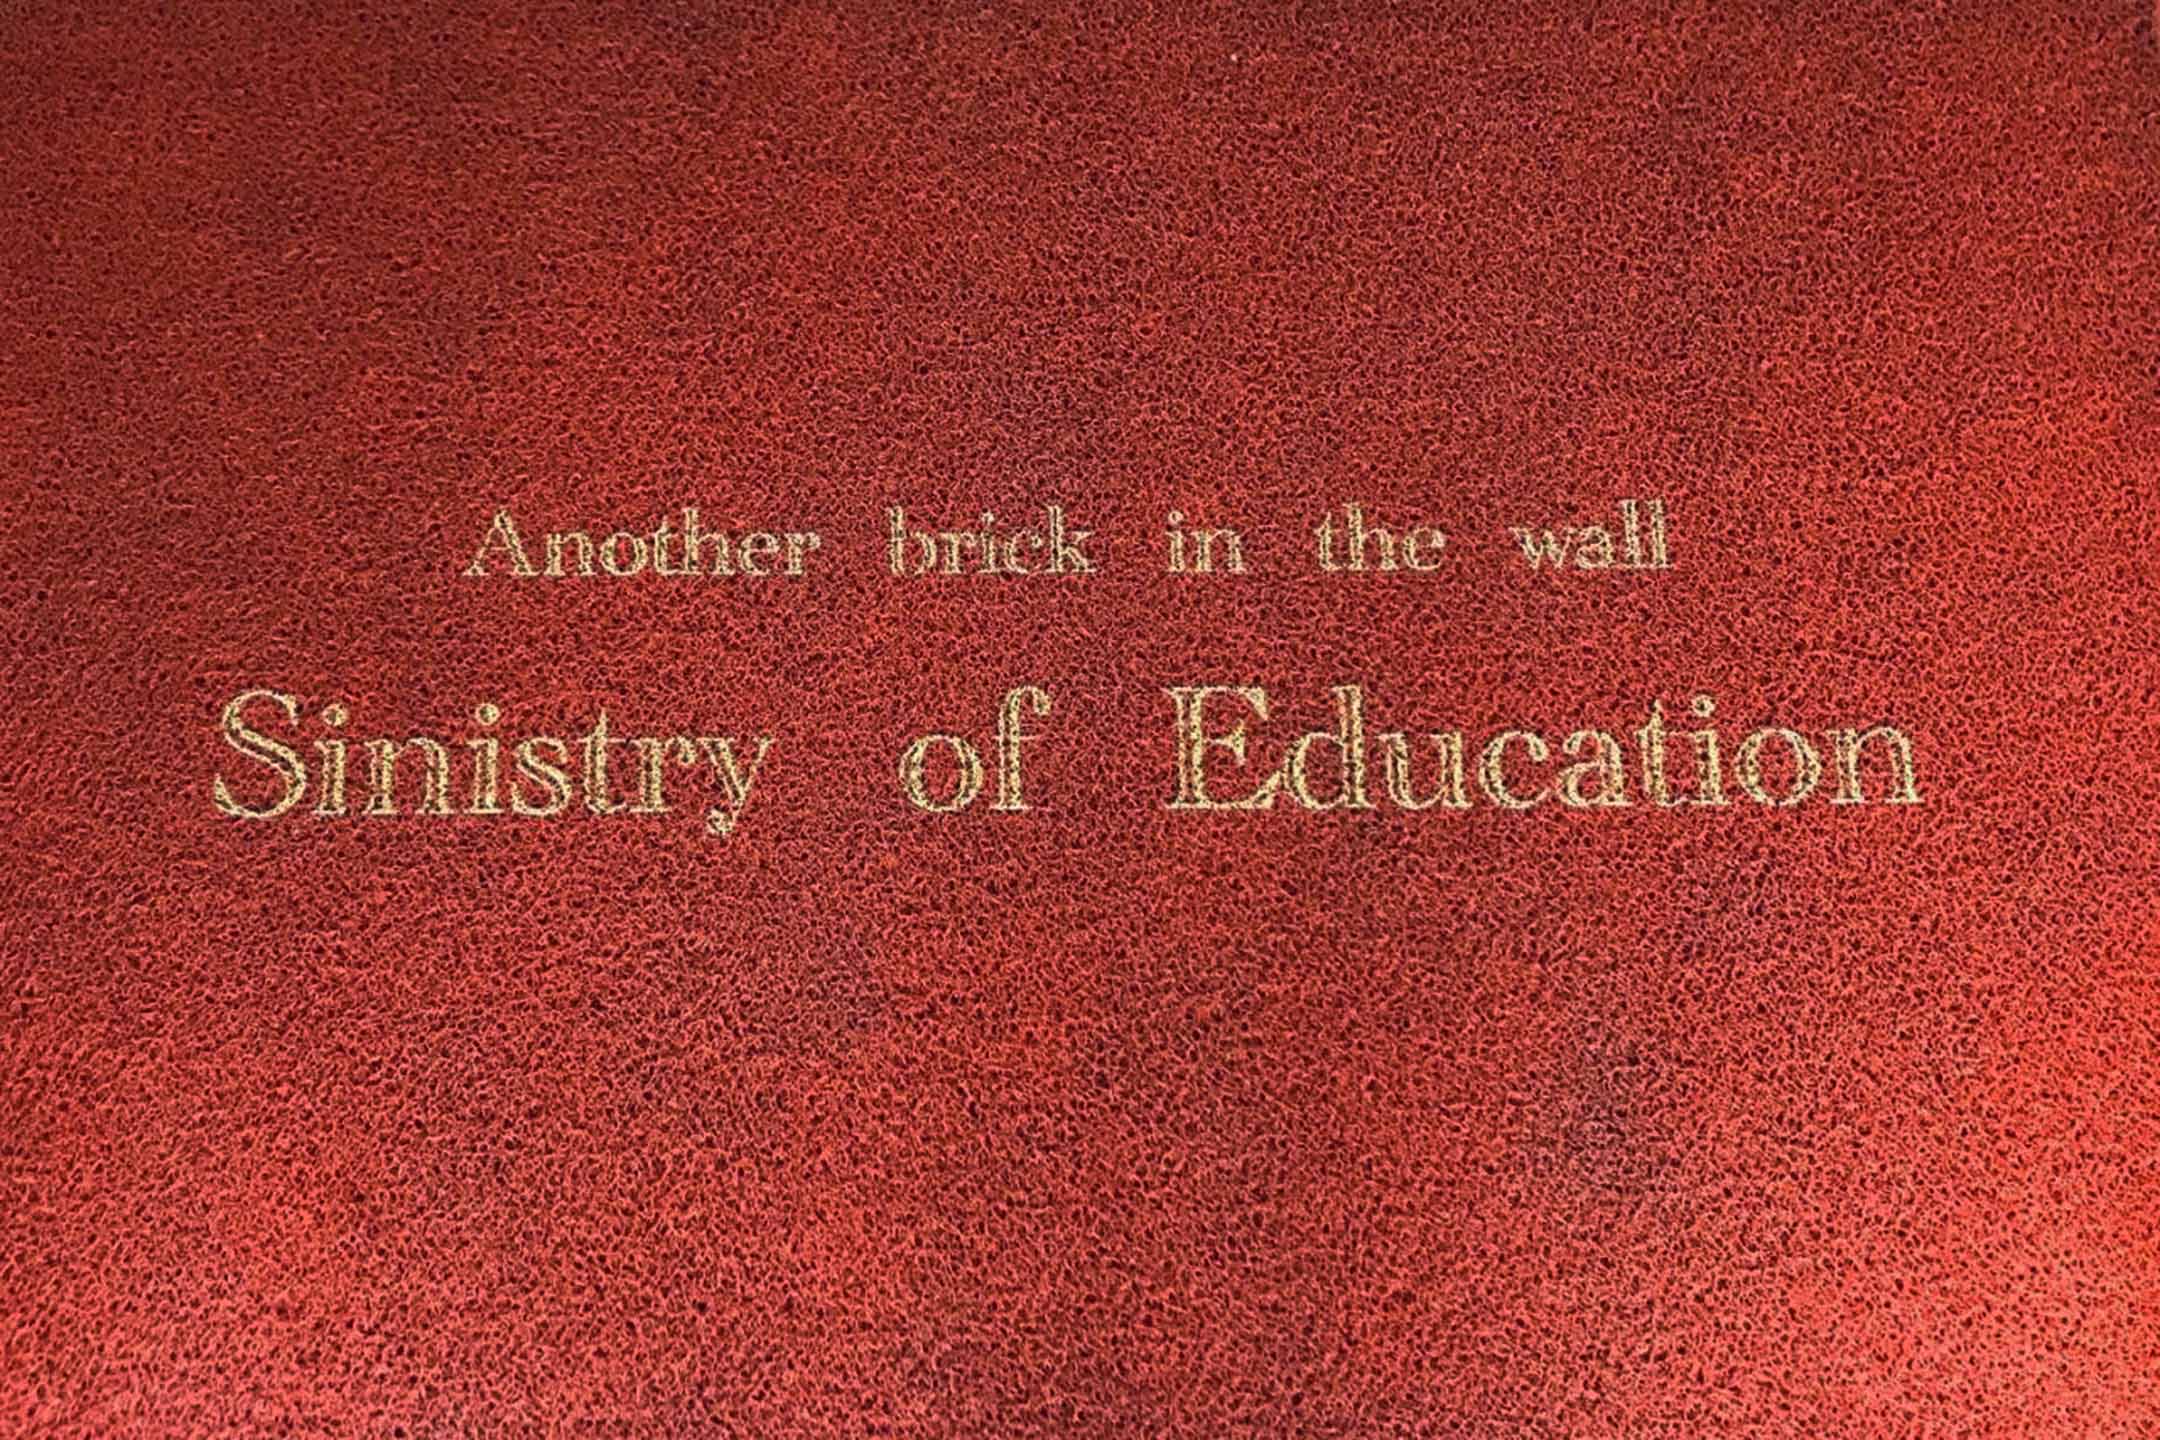 Another brick in the wall
Sinistry of Education